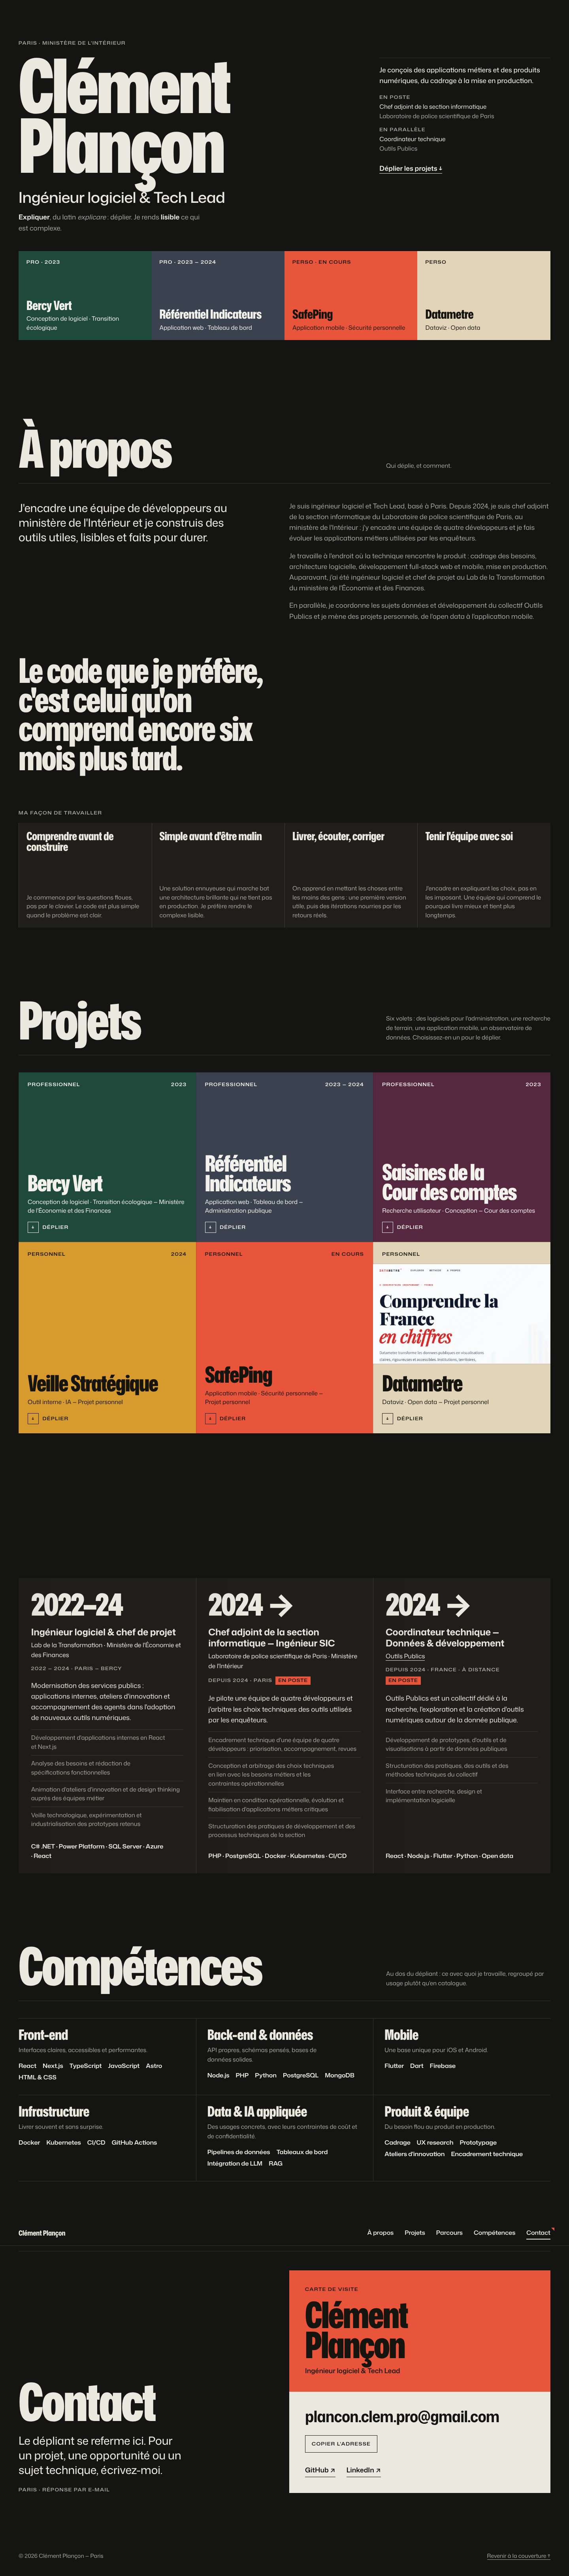 PARIS · MINISTÈRE DE L'INTÉRIEUR
Clément
Plançon
Ingénieur logiciel & Tech Lead
Expliquer, du latin explicare : déplier. Je rends lisible ce qui
est complexe.
Je conçois des applications métiers et des produits
numériques, du cadrage à la mise en production.
EN POSTE
Chef adjoint de la section informatique
Laboratoire de police scientifique de Paris
EN PARALLÈLE
Coordinateur technique
Outils Publics
Déplier les projets ↓
PRO · 2023
Bercy Vert
Conception de logiciel · Transition
écologique
PRO · 2023 — 2024
Référentiel Indicateurs
Application web · Tableau de bord
PERSO · EN COURS
SafePing
Application mobile · Sécurité personnelle
PERSO
Datametre
Dataviz · Open data
À propos
Qui déplie, et comment.
J'encadre une équipe de développeurs au
ministère de l'Intérieur et je construis des
outils utiles, lisibles et faits pour durer.
Je suis ingénieur logiciel et Tech Lead, basé à Paris. Depuis 2024, je suis chef adjoint
de la section informatique du Laboratoire de police scientifique de Paris, au
ministère de l'Intérieur : j'y encadre une équipe de quatre développeurs et je fais
évoluer les applications métiers utilisées par les enquêteurs.
Je travaille à l'endroit où la technique rencontre le produit : cadrage des besoins,
architecture logicielle, développement full-stack web et mobile, mise en production.
Auparavant, j'ai été ingénieur logiciel et chef de projet au Lab de la Transformation
du ministère de l'Économie et des Finances.
En parallèle, je coordonne les sujets données et développement du collectif Outils
Publics et je mène des projets personnels, de l'open data à l'application mobile.
Le code que je préfère,
c'est celui qu'on
comprend encore six
mois plus tard.
MA FAÇON DE TRAVAILLER
Comprendre avant de
construire
Je commence par les questions floues,
pas par le clavier. Le code est plus simple
quand le problème est clair.
Simple avant d'être malin
Une solution ennuyeuse qui marche bat
une architecture brillante qui ne tient pas
en production. Je préfère rendre le
complexe lisible.
Livrer, écouter, corriger
On apprend en mettant les choses entre
les mains des gens : une première version
utile, puis des itérations nourries par les
retours réels.
Tenir l'équipe avec soi
J'encadre en expliquant les choix, pas en
les imposant. Une équipe qui comprend le
pourquoi livre mieux et tient plus
longtemps.
Projets
Six volets : des logiciels pour l'administration, une recherche
de terrain, une application mobile, un observatoire de
données. Choisissez-en un pour le déplier.
PROFESSIONNEL 2023
Bercy Vert
Conception de logiciel · Transition écologique — Ministère
de l'Économie et des Finances
DÉPLIER
PROFESSIONNEL 2023 — 2024
Référentiel
Indicateurs
Application web · Tableau de bord —
Administration publique
DÉPLIER
PROFESSIONNEL 2023
Saisines de la
Cour des comptes
Recherche utilisateur · Conception — Cour des comptes
DÉPLIER
PERSONNEL 2024
Veille Stratégique
Outil interne · IA — Projet personnel
DÉPLIER
PERSONNEL EN COURS
SafePing
Application mobile · Sécurité personnelle —
Projet personnel
DÉPLIER
PERSONNEL
Comprendre la
France
en chiffres
Datametre
Dataviz · Open data — Projet personnel
DÉPLIER
2022–24
Ingénieur logiciel & chef de projet
Lab de la Transformation · Ministère de l'Économie et
des Finances
2022 — 2024 · PARIS — BERCY
Modernisation des services publics :
applications internes, ateliers d'innovation et
accompagnement des agents dans l'adoption
de nouveaux outils numériques.
Développement d'applications internes en React
et Next.js
Analyse des besoins et rédaction de
spécifications fonctionnelles
Animation d'ateliers d'innovation et de design thinking
auprès des équipes métier
Veille technologique, expérimentation et
industrialisation des prototypes retenus
C# .NET · Power Platform · SQL Server · Azure
· React
2024 →
Chef adjoint de la section
informatique — Ingénieur SIC
Laboratoire de police scientifique de Paris · Ministère
de l'Intérieur
DEPUIS 2024 · PARIS EN POSTE
Je pilote une équipe de quatre développeurs et
j'arbitre les choix techniques des outils utilisés
par les enquêteurs.
Encadrement technique d'une équipe de quatre
développeurs : priorisation, accompagnement, revues
Conception et arbitrage des choix techniques
en lien avec les besoins métiers et les
contraintes opérationnelles
Maintien en condition opérationnelle, évolution et
fiabilisation d'applications métiers critiques
Structuration des pratiques de développement et des
processus techniques de la section
PHP · PostgreSQL · Docker · Kubernetes · CI/CD
2024 →
Coordinateur technique —
Données & développement
Outils Publics
DEPUIS 2024 · FRANCE · À DISTANCE
EN POSTE
Outils Publics est un collectif dédié à la
recherche, l'exploration et la création d'outils
numériques autour de la donnée publique.
Développement de prototypes, d'outils et de
visualisations à partir de données publiques
Structuration des pratiques, des outils et des
méthodes techniques du collectif
Interface entre recherche, design et
implémentation logicielle
React · Node.js · Flutter · Python · Open data
Compétences
Au dos du dépliant : ce avec quoi je travaille, regroupé par
usage plutôt qu'en catalogue.
Front-end
Interfaces claires, accessibles et performantes.
React Next.js TypeScript JavaScript Astro
HTML & CSS
Back-end & données
API propres, schémas pensés, bases de
données solides.
Node.js PHP Python PostgreSQL MongoDB
Mobile
Une base unique pour iOS et Android.
Flutter Dart Firebase
Infrastructure
Livrer souvent et sans surprise.
Docker Kubernetes CI/CD GitHub Actions
Data & IA appliquée
Des usages concrets, avec leurs contraintes de coût et
de confidentialité.
Pipelines de données Tableaux de bord
Intégration de LLM RAG
Produit & équipe
Du besoin flou au produit en production.
Cadrage UX research Prototypage
Ateliers d'innovation Encadrement technique
Clément Plançon
À propos Projets Parcours Compétences Contact
Contact
Le dépliant se referme ici. Pour
un projet, une opportunité ou un
sujet technique, écrivez-moi.
PARIS · RÉPONSE PAR E-MAIL
CARTE DE VISITE
Clément
Plançon
Ingénieur logiciel & Tech Lead
plancon.clem.pro@gmail.com
COPIER L'ADRESSE
GitHub ↗ LinkedIn ↗
© 2026 Clément Plançon — Paris
Revenir à la couverture ↑